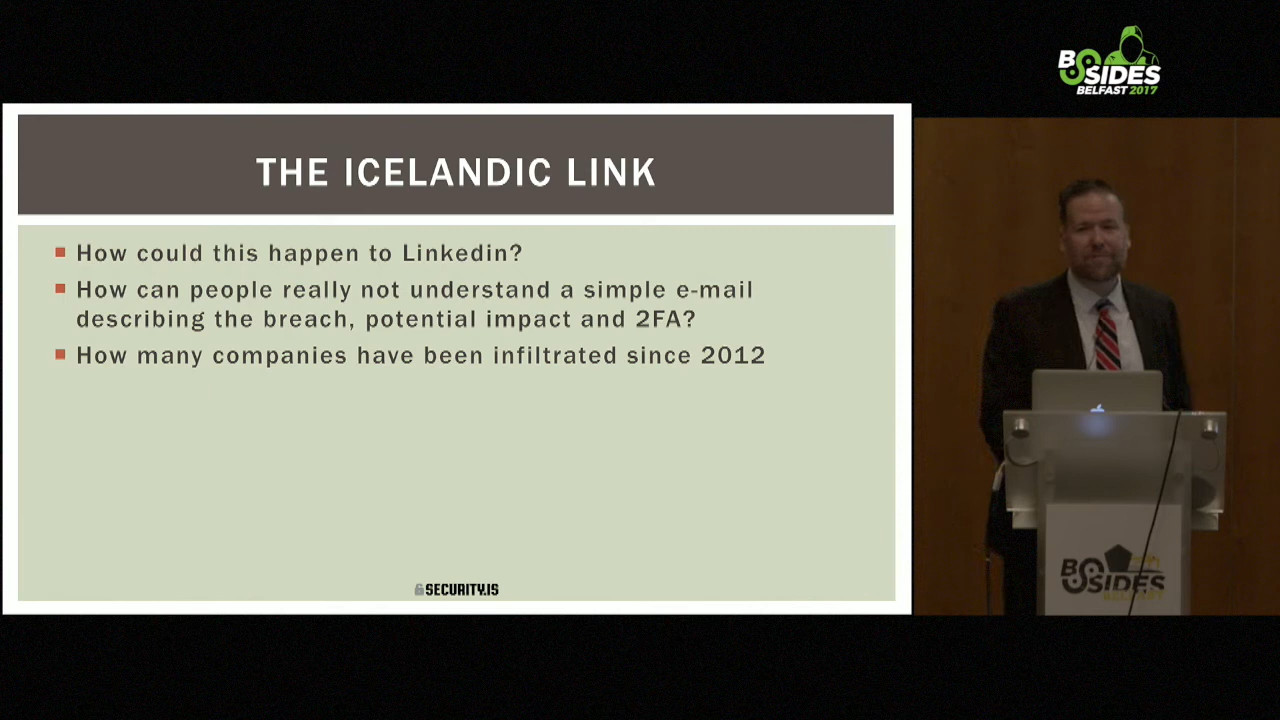 BSIDES
BELFAST 2017
THE ICELANDIC LINK
How could this happen to Linkedin?
How can people really not understand a simple e-mail
describing the breach, potential impact and 2FA?
How many companies have been infiltrated since 2012
SECURITY.IS
BSIDES
BELFAST